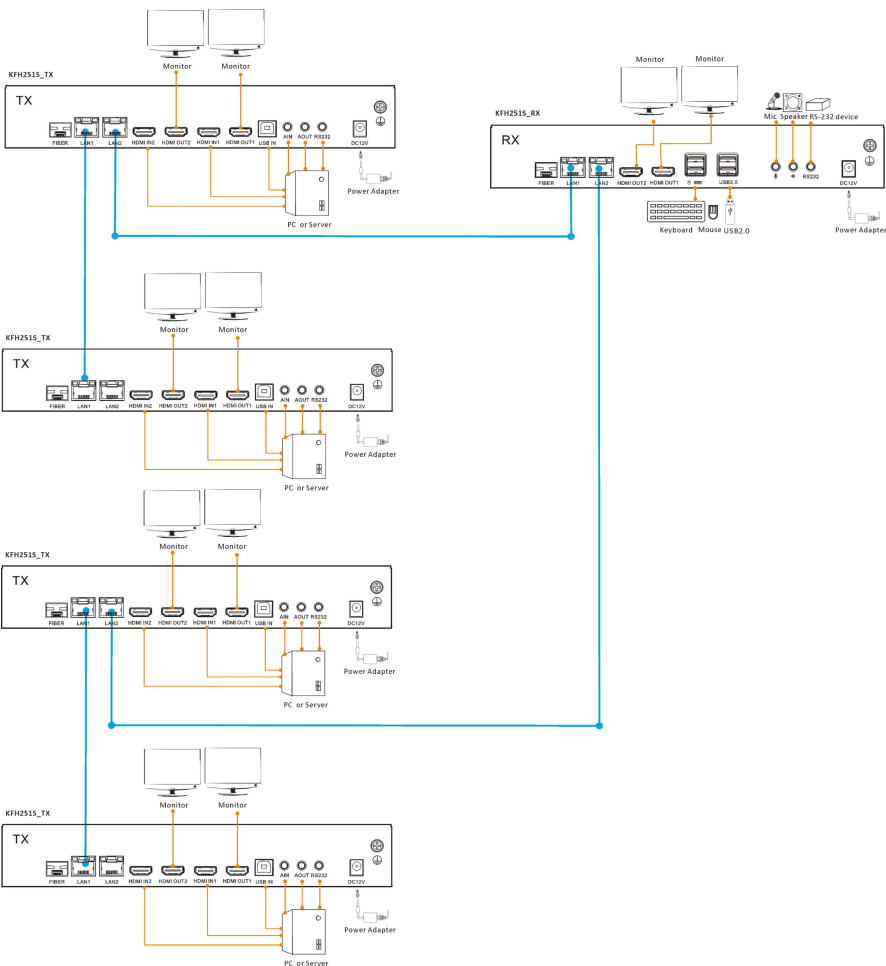 Monitor Monitor
KFH251S_TX
TX
FIBER LAN1 LAN2 HDMI IN2 HDMI OUT2 HDMI IN1 HDMI OUT1 USB IN AIN AOUT RS232 DC12V
Power Adapter
PC or Server
Monitor Monitor
Mic Speaker RS-232 device
KFH251S_RX
RX
FIBER LAN1 LAN2 HDMI OUT2 HDMI OUT1 USB2.0 RS232 DC12V
Keyboard Mouse USB2.0 Power Adapter
Monitor Monitor
KFH251S_TX
TX
FIBER LAN1 LAN2 HDMI IN2 HDMI OUT2 HDMI IN1 HDMI OUT1 USB IN AIN AOUT RS232 DC12V
Power Adapter
PC or Server
Monitor Monitor
KFH251S_TX
TX
FIBER LAN1 LAN2 HDMI IN2 HDMI OUT2 HDMI IN1 HDMI OUT1 USB IN AIN AOUT RS232 DC12V
Power Adapter
PC or Server
Monitor Monitor
KFH251S_TX
TX
FIBER LAN1 LAN2 HDMI IN2 HDMI OUT2 HDMI IN1 HDMI OUT1 USB IN AIN AOUT RS232 DC12V
Power Adapter
PC or Server